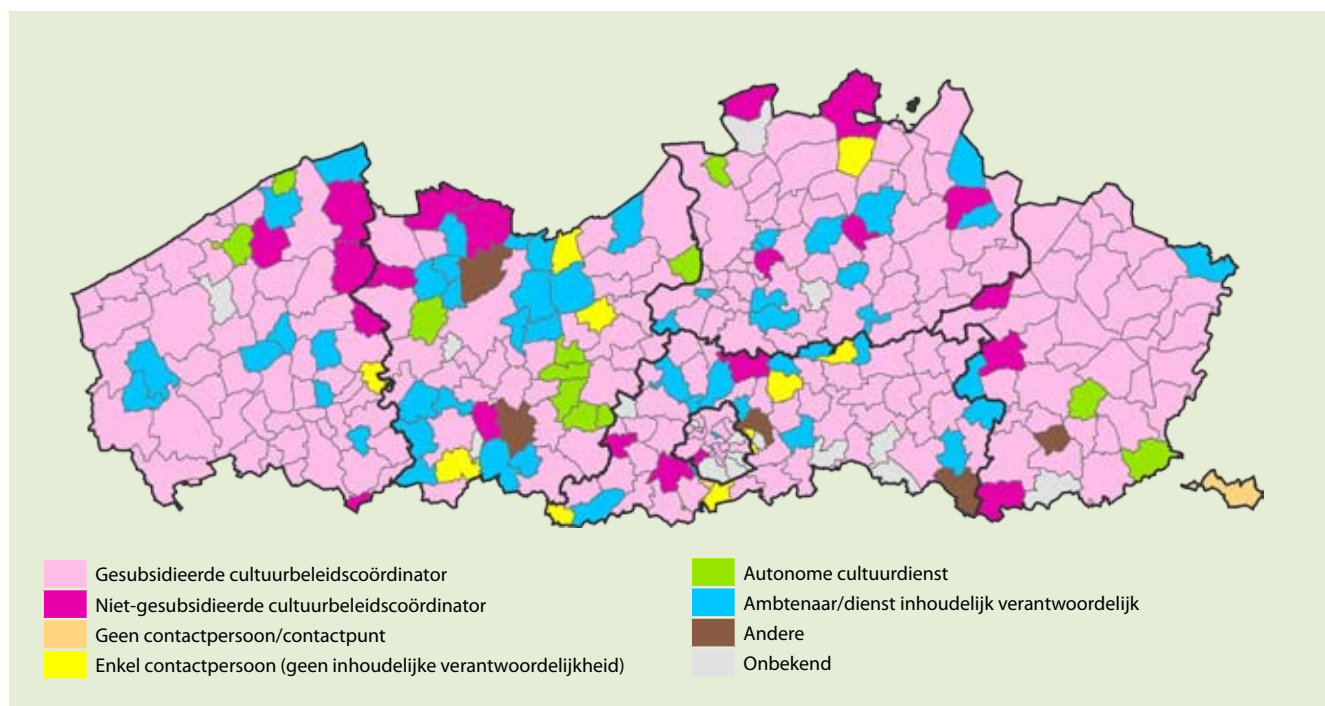 Gesubsidieerde cultuurbeleidscoördinator
Niet-gesubsidieerde cultuurbeleidscoördinator
Geen contactpersoon/contactpunt
Enkel contactpersoon (geen inhoudelijke verantwoordelijkheid)
Autonome cultuurdienst
Ambtenaar/dienst inhoudelijk verantwoordelijk
Andere
Onbekend